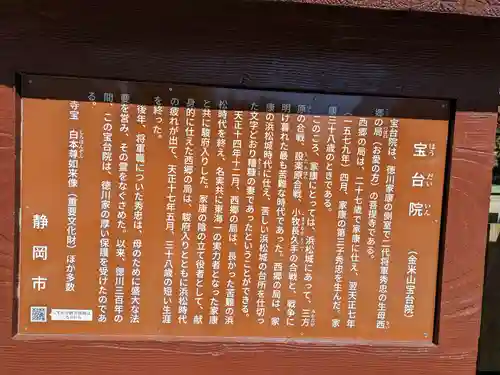 宝台院
ほうだいいん
（金米山宝台院）
宝台院は、徳川家康の側室で二代将軍秀忠の生母西
郷の局（お愛の方）の菩提寺である。
西郷の局は、二十七歳で家康に仕え、翌天正七年
（一五七九年）四月、家康の第三子秀忠を生んだ。家
康三十八歳のときである。
このころ、家康にとっては、浜松城にあって、三方
原の合戦、設楽原合戦、小牧長久手の合戦と、戦争に
明け暮れた最も苦難な時代であった。西郷の局は、家
康の浜松城時代に仕え、苦しい浜松城の台所を仕切っ
た文字どおり糟糠の妻であったということができる。
天正十四年十二月、西郷の局は、長かった苦難の浜
松時代を終え、名実共に東海一の実力者となった家康
と共に駿府入りした。家康の陰の立て役者として、献
身的に仕えた西郷の局は、駿府入りとともに浜松時代
の疲れが出て、天正十七年五月、三十八歳の短い生涯
を終った。
後年、将軍職についた秀忠は、母のために盛大な法
要を営み、その霊をなぐさめた。以来、徳川三百年の
間、この宝台院は、徳川家の厚い保護を受けたのであ
る。
寺宝　白本尊如来像（重要文化財）ほか多数
静岡市